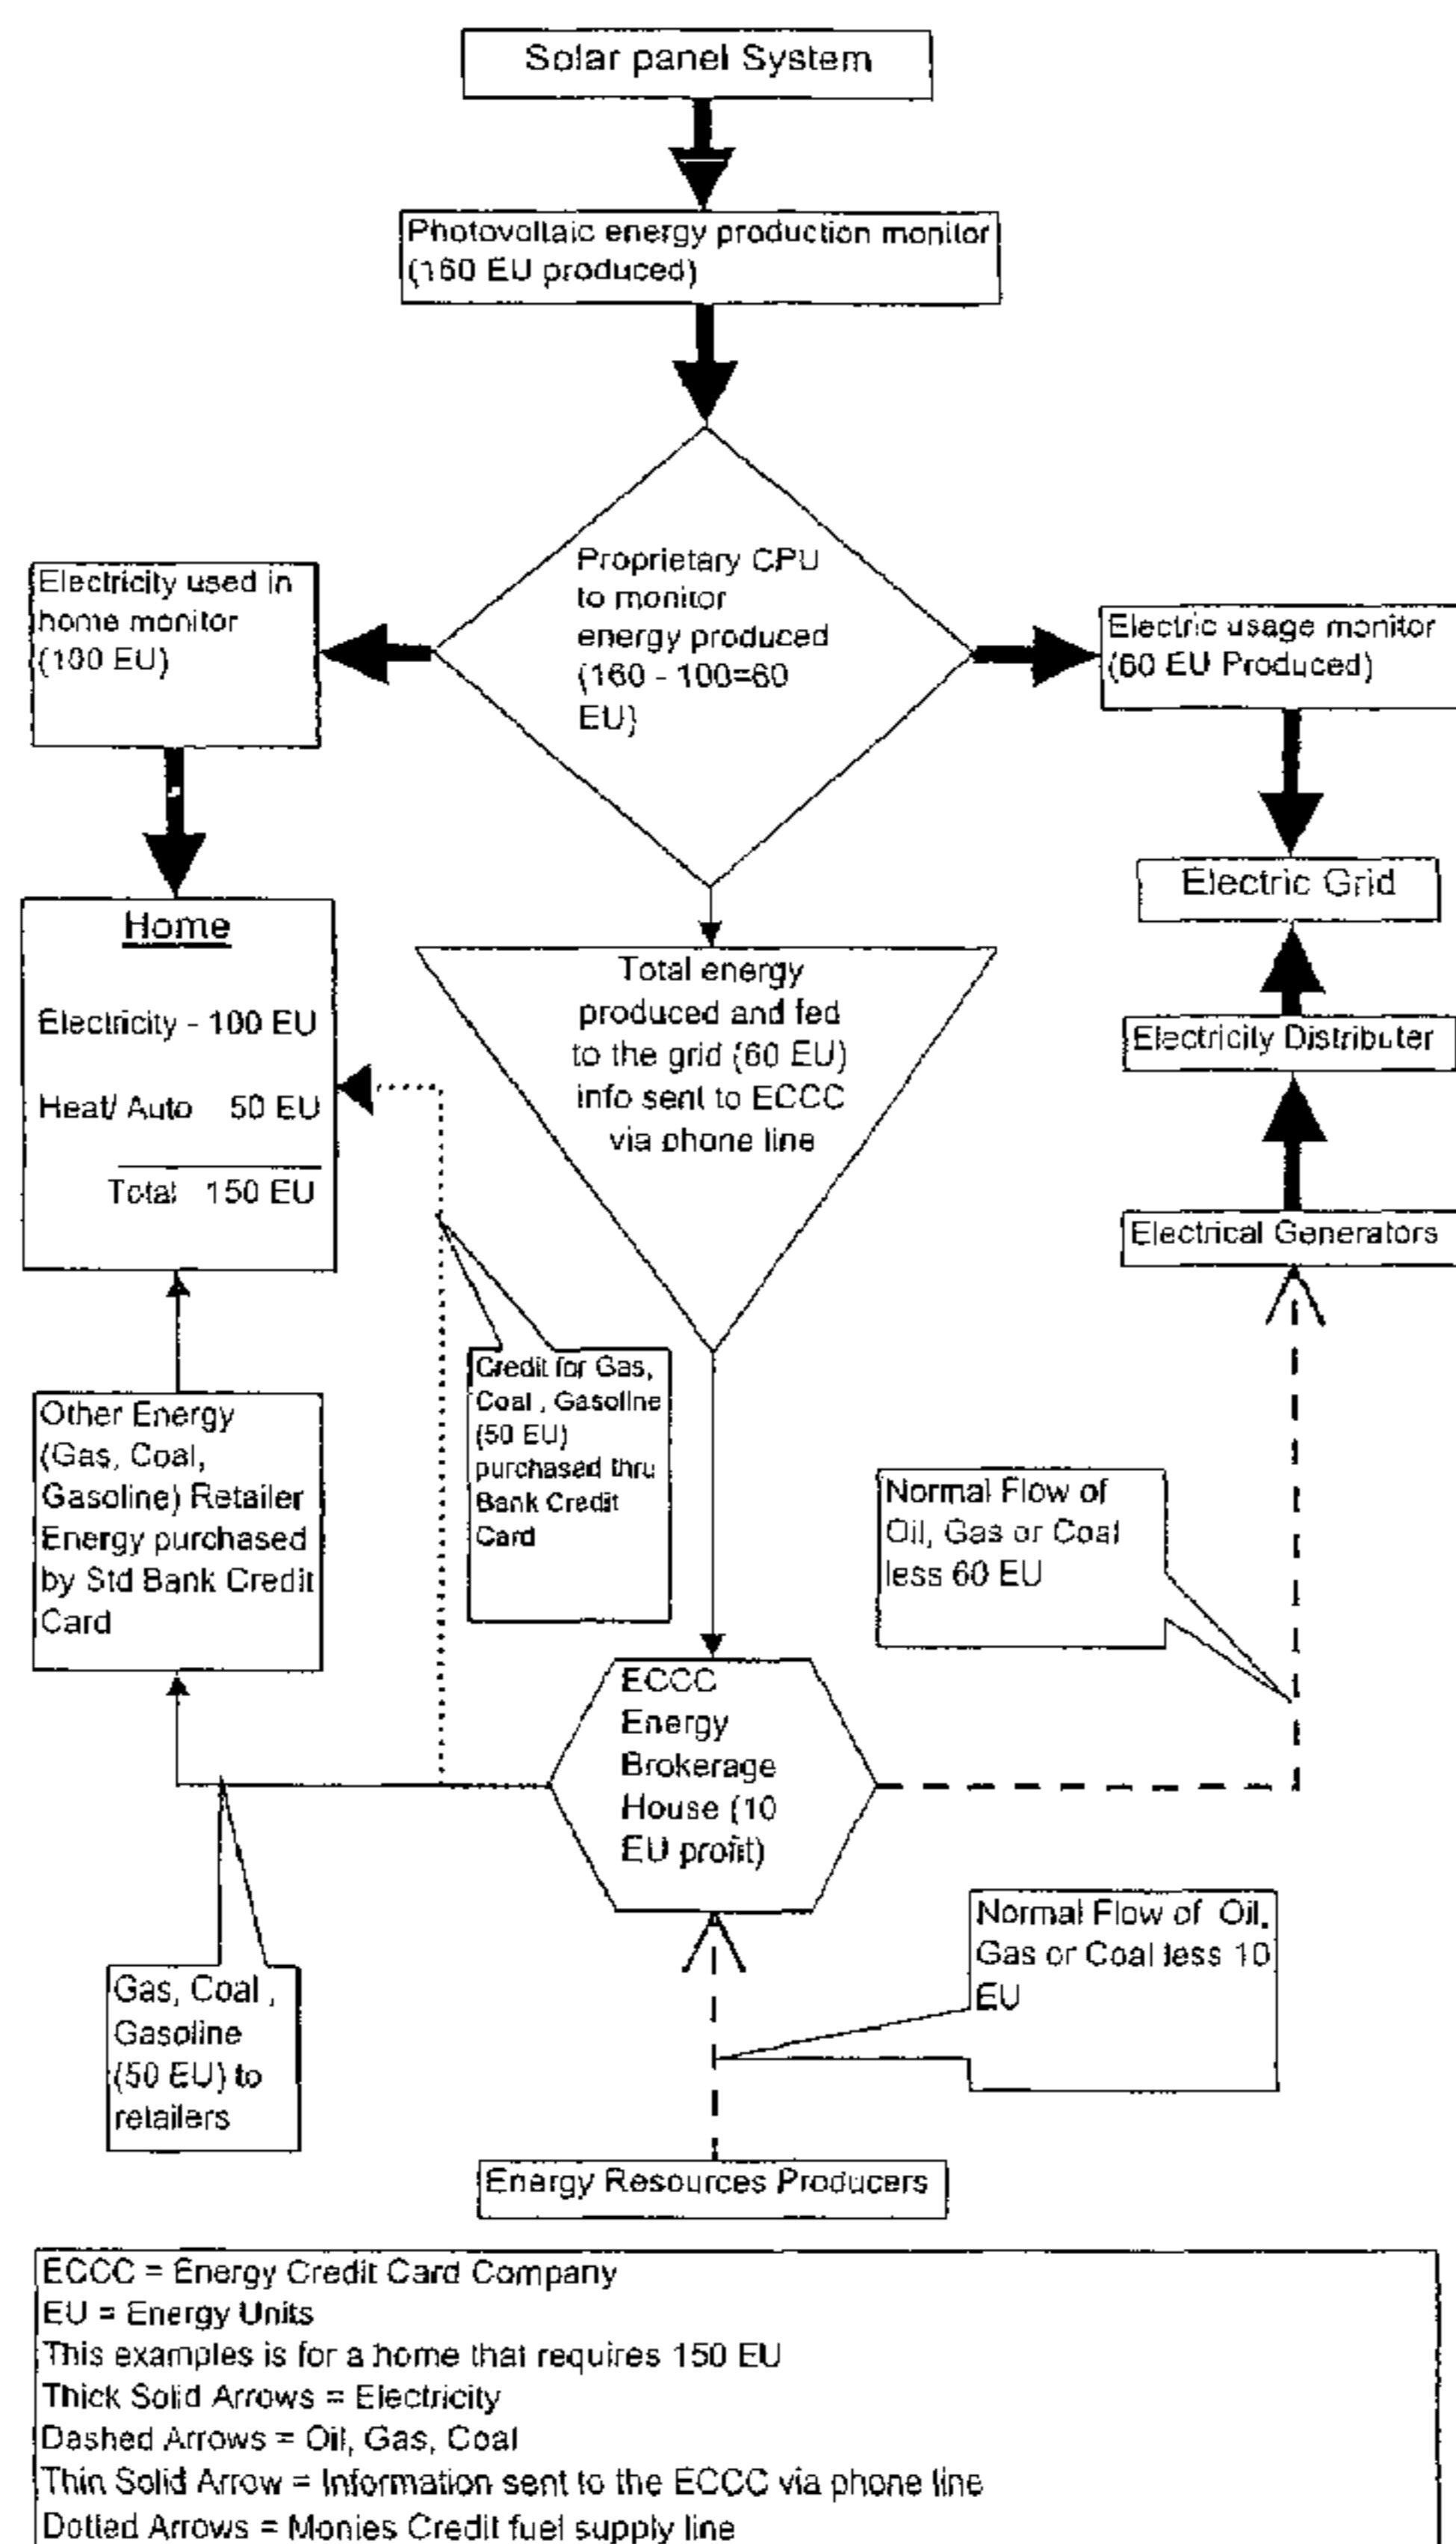 Solar panel System
Photovoltaic energy production monitor
(160 EU produced)
Proprietary CPU
to monitor
energy produced
(160 - 100=60
EU)
Electricity used in
home monitor
(100 EU)
Electric usage monitor
(60 EU Produced)
Home
Electricity - 100 EU
Heat/ Auto 50 EU
Total 150 EU
Total energy
produced and fed
to the grid (60 EU)
info sent to ECCC
via phone line
Electric Grid
Electricity Distributer
Electrical Generators
Other Energy
(Gas, Coal,
Gasoline) Retailer
Energy purchased
by Std Bank Credit
Card
Credit for Gas,
Coal , Gasoline
(50 EU)
purchased thru
Bank Credit
Card
Normal Flow of
Oil, Gas or Coal
less 60 EU
ECCC
Energy
Brokerage
House (10
EU profit)
Gas, Coal ,
Gasoline
(50 EU) to
retailers
Normal Flow of Oil,
Gas or Coal less 10
EU
Energy Resources Producers
ECCC = Energy Credit Card Company
EU = Energy Units
This examples is for a home that requires 150 EU
Thick Solid Arrows = Electricity
Dashed Arrows = Oil, Gas, Coal
Thin Solid Arrow = Information sent to the ECCC via phone line
Dotted Arrows = Monies Credit fuel supply line